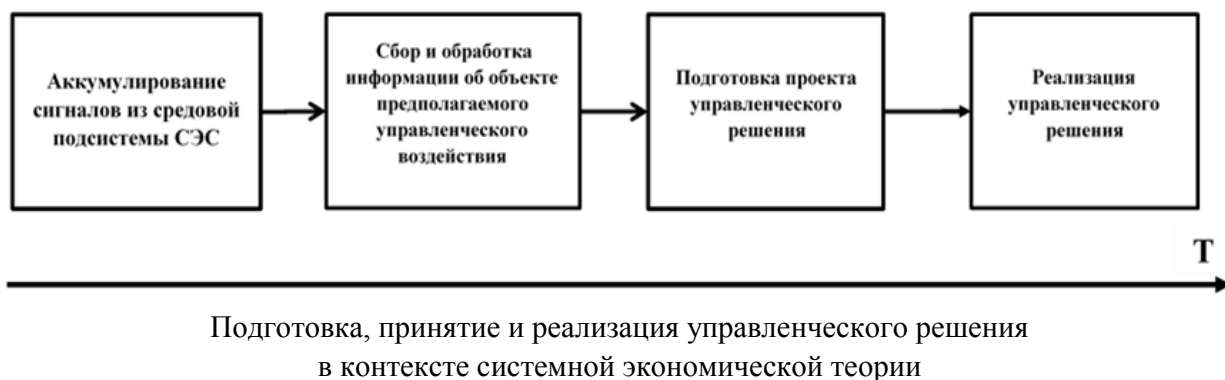 Аккумулирование
сигналов из средовой
подсистемы СЭС
Сбор и обработка
информации об объекте
предполагаемого
управленческого
воздействия
Подготовка проекта
управленческого
решения
Реализация
управленческого
решения
Т
Подготовка, принятие и реализация управленческого решения
в контексте системной экономической теории